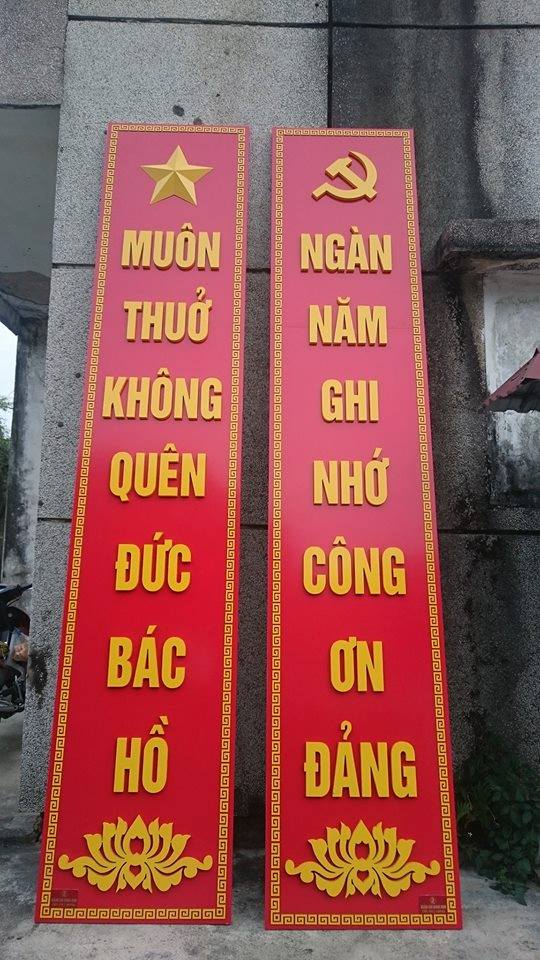 MUÔN
THUỞ
KHÔNG
QUÊN
ĐỨC
BÁC
HỒ
NGÀN
NĂM
GHI
NHỚ
CÔNG
ƠN
ĐẢNG